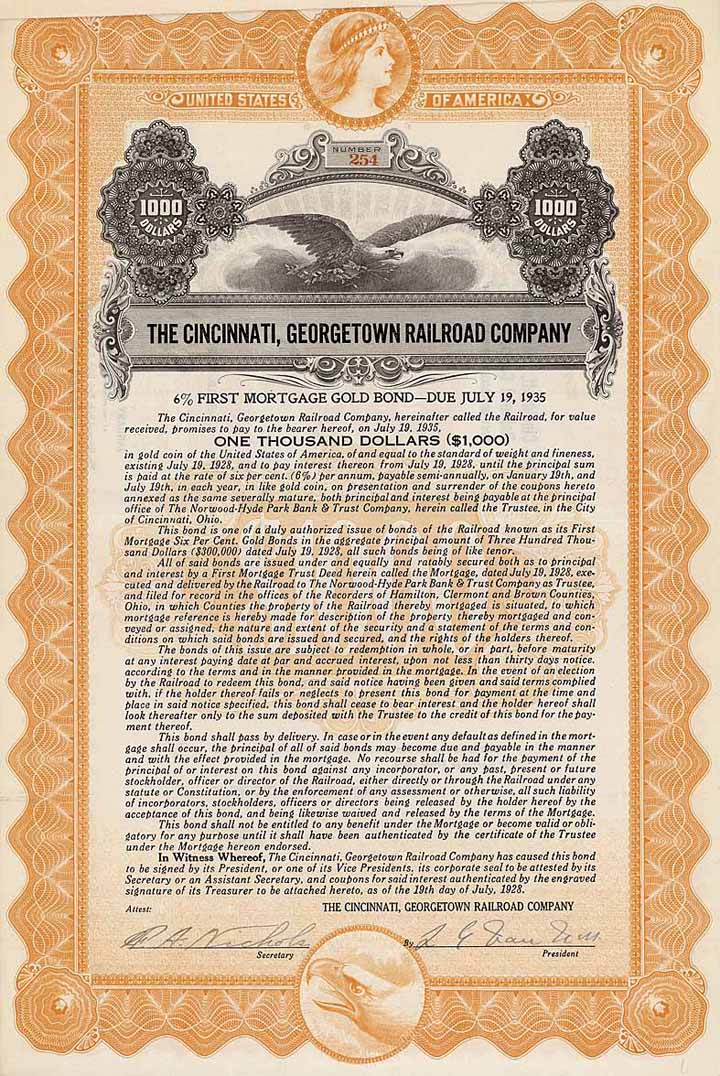 UNITED STATES OF AMERICA
NUMBER
254
1000 DOLLARS
1000 DOLLARS
THE CINCINNATI, GEORGETOWN RAILROAD COMPANY
6% FIRST MORTGAGE GOLD BOND—DUE JULY 19, 1935
The Cincinnati, Georgetown Railroad Company, hereinafter called the Railroad, for value
received, promises to pay to the bearer hereof, on July 19, 1935,
ONE THOUSAND DOLLARS ($1,000)
in gold coin of the United States of America, of and equal to the standard of weight and fineness,
existing July 19, 1928, and to pay interest thereon from July 19, 1928, until the principal sum
is paid at the rate of six per cent. (6%) per annum, payable semi-annually, on January 19th, and
July 19th, in each year, in like gold coin, on presentation and surrender of the coupons hereto
annexed as the same severally mature, both principal and interest being payable at the principal
office of The Norwood-Hyde Park Bank & Trust Company, herein called the Trustee, in the City
of Cincinnati, Ohio.
This bond is one of a duly authorized issue of bonds of the Railroad known as its First
Mortgage Six Per Cent. Gold Bonds in the aggregate principal amount of Three Hundred Thou-
sand Dollars ($300,000) dated July 19, 1928, all such bonds being of like tenor.
All of said bonds are issued under and equally and ratably secured both as to principal
and interest by a First Mortgage Trust Deed herein called the Mortgage, dated July 19, 1928, exe-
cuted and delivered by the Railroad to The Norwood-Hyde Park Bank & Trust Company as Trustee,
and filed for record in the offices of the Recorders of Hamilton, Clermont and Brown Counties,
Ohio, in which Counties the property of the Railroad thereby mortgaged is situated, to which
mortgage reference is hereby made for description of the property thereby mortgaged and con-
veyed or assigned, the nature and extent of the security and a statement of the terms and con-
ditions on which said bonds are issued and secured, and the rights of the holders thereof.
The bonds of this issue are subject to redemption in whole, or in part, before maturity
at any interest paying date at par and accrued interest, upon not less than thirty days notice,
according to the terms and in the manner provided in the mortgage. In the event of an election
by the Railroad to redeem this bond, and said notice having been given and said terms complied
with, if the holder thereof fails or neglects to present this bond for payment at the time and
place in said notice specified, this bond shall cease to bear interest and the holder hereof shall
look thereafter only to the sum deposited with the Trustee to the credit of this bond for the pay-
ment thereof.
This bond shall pass by delivery. In case or in the event any default as defined in the mort-
gage shall occur, the principal of all of said bonds may become due and payable in the manner
and with the effect provided in the mortgage. No recourse shall be had for the payment of the
principal of or interest on this bond against any incorporator, or any past, present or future
stockholder, officer or director of the Railroad, either directly or through the Railroad under any
statute or Constitution, or by the enforcement of any assessment or otherwise, all such liability
of incorporators, stockholders, officers or directors being released by the holder hereof by the
acceptance of this bond, and being likewise waived and released by the terms of the Mortgage.
This bond shall not be entitled to any benefit under the Mortgage or become valid or obli-
gatory for any purpose until it shall have been authenticated by the certificate of the Trustee
under the Mortgage hereon endorsed.
In Witness Whereof, The Cincinnati, Georgetown Railroad Company has caused this bond
to be signed by its President, or one of its Vice Presidents, its corporate seal to be attested by its
Secretary or an Assistant Secretary, and coupons for said interest authenticated by the engraved
signature of its Treasurer to be attached hereto, as of the 19th day of July, 1928.
Attest: THE CINCINNATI, GEORGETOWN RAILROAD COMPANY
Nichols By
Secretary President